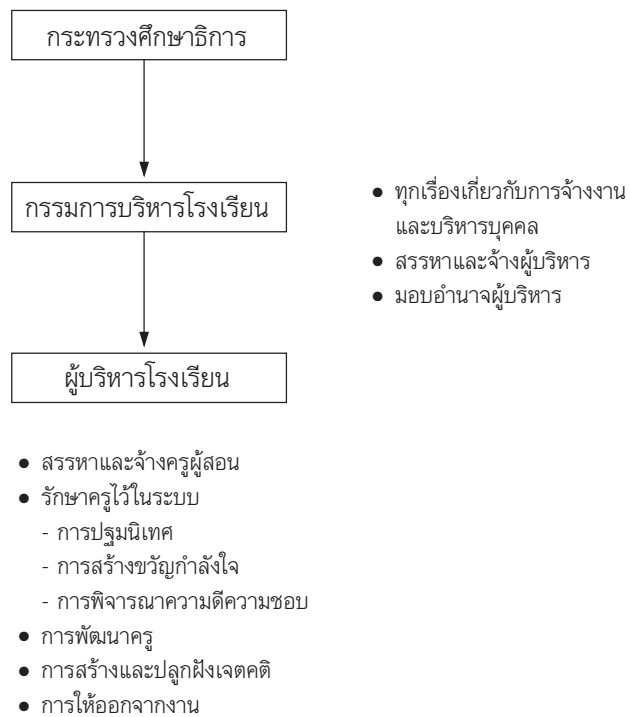 กระทรวงศึกษาธิการ
กรรมการบริหารโรงเรียน
● ทุกเรื่องเกี่ยวกับการจ้างงาน
และบริหารบุคคล
● สรรหาและจ้างผู้บริหาร
● มอบอำนาจผู้บริหาร
ผู้บริหารโรงเรียน
● สรรหาและจ้างครูผู้สอน
● รักษาครูไว้ในระบบ
- การปฐมนิเทศ
- การสร้างขวัญกำลังใจ
- การพิจารณาความดีความชอบ
● การพัฒนาครู
● การสร้างและปลูกฝังเจตคติ
● การให้ออกจากงาน